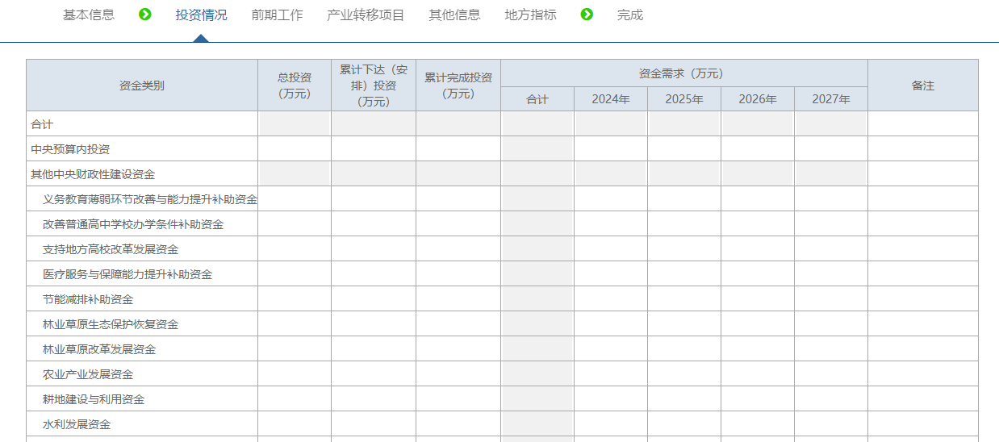 基本信息 投资情况 前期工作 产业转移项目 其他信息 地方指标 完成
资金类别
总投资
（万元）
累计下达（安
排）投资
（万元）
累计完成投资
（万元）
资金需求（万元）
合计 2024年 2025年 2026年 2027年
备注
合计
中央预算内投资
其他中央财政性建设资金
义务教育薄弱环节改善与能力提升补助资金
改善普通高中学校办学条件补助资金
支持地方高校改革发展资金
医疗服务与保障能力提升补助资金
节能减排补助资金
林业草原生态保护恢复资金
林业草原改革发展资金
农业产业发展资金
耕地建设与利用资金
水利发展资金